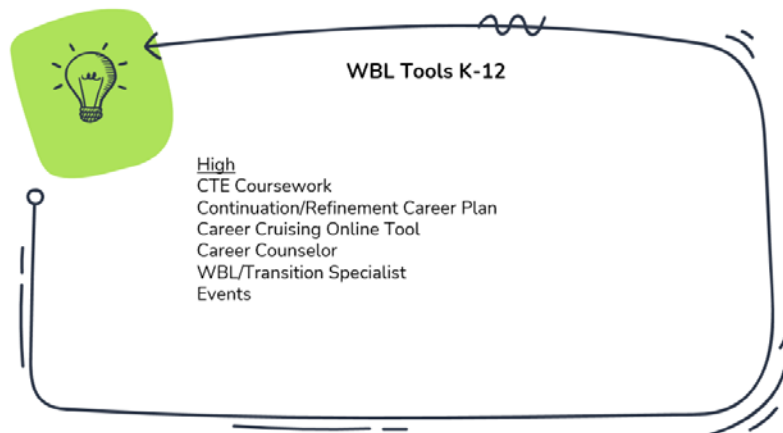 WBL Tools K-12
High
CTE Coursework
Continuation/Refinement Career Plan
Career Cruising Online Tool
Career Counselor
WBL/Transition Specialist
Events